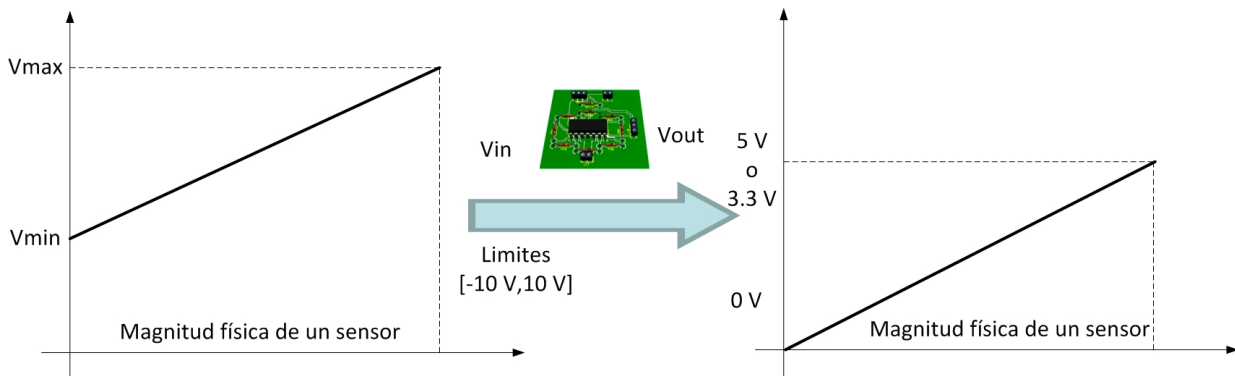 Vmax
Vmin
Magnitud física de un sensor
Vin
Vout
Limites
[-10 V,10 V]
5 V
o
3.3 V
0 V
Magnitud física de un sensor